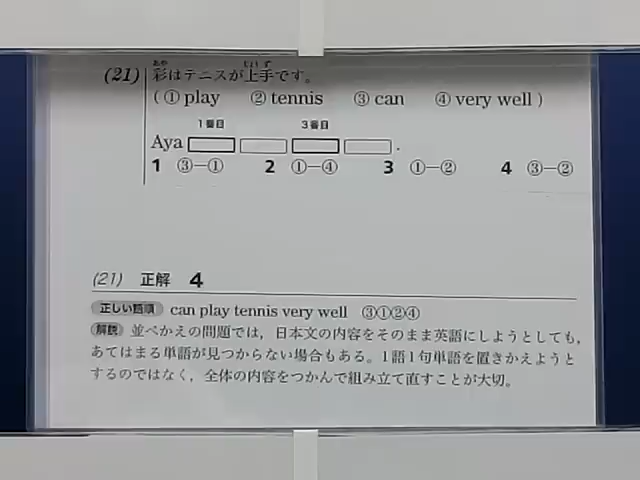 (21) 彩はテニスが上手です。
( ① play ② tennis ③ can ④ very well )
1番目 3番目
Aya .
1 ③―① 2 ①―④ 3 ①―② 4 ③―②
(21) 正解 4
正しい語順 can play tennis very well ③①②④
解説 並べかえの問題では，日本文の内容をそのまま英語にしようとしても，
あてはまる単語が見つからない場合もある。1語1句単語を置きかえようと
するのではなく，全体の内容をつかんで組み立て直すことが大切。